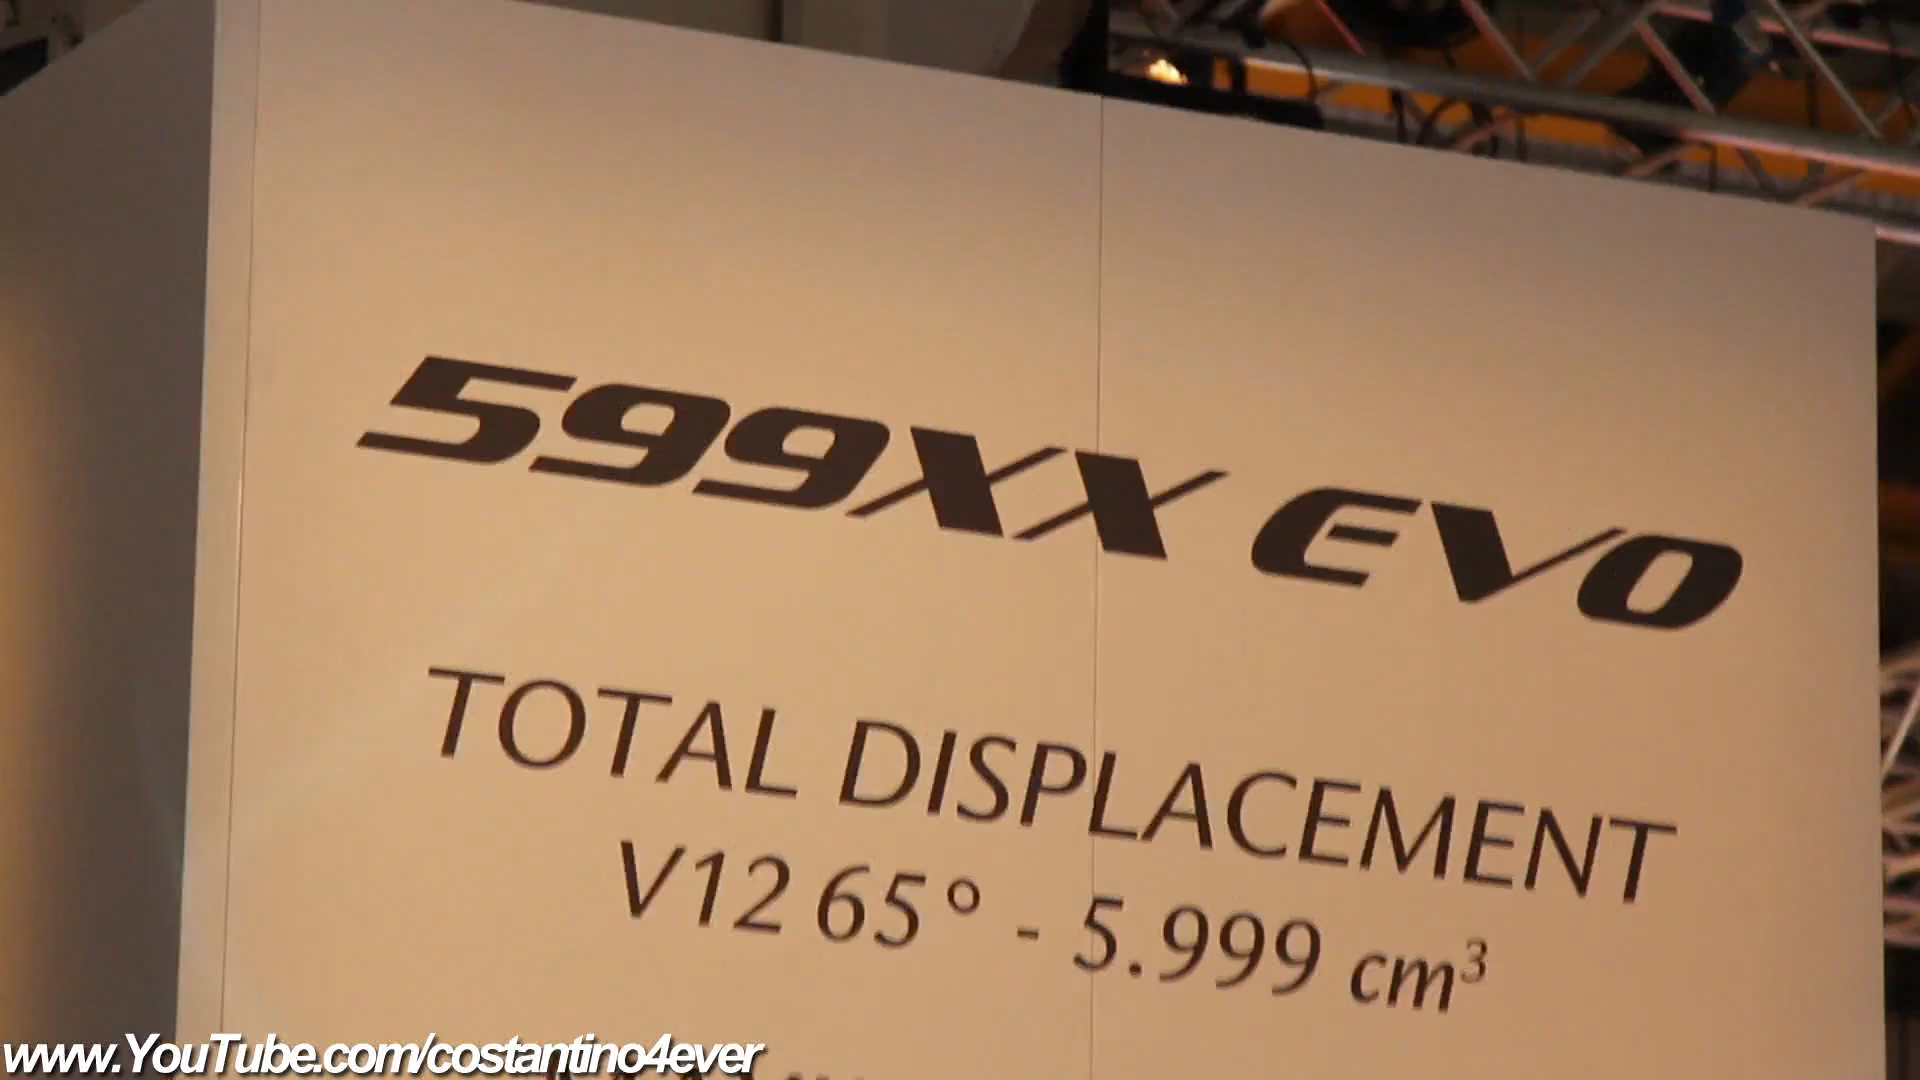 599XX EVO
TOTAL DISPLACEMENT
V12 65° - 5.999 cm³
www.YouTube.com/costantino4ever